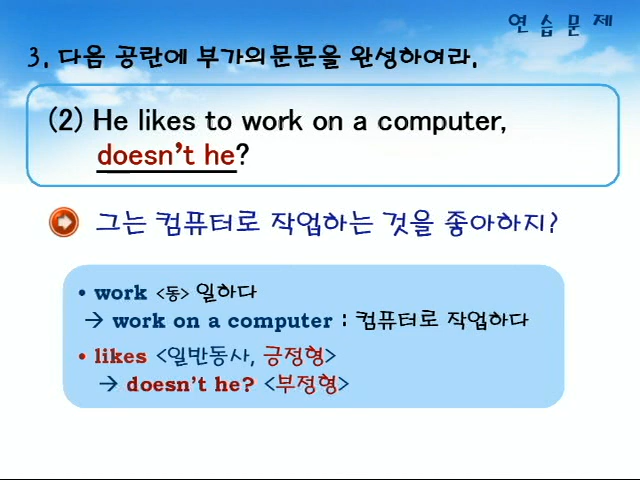 연 습 문 제
3. 다음 공란에 부가의문문을 완성하여라.
(2) He likes to work on a computer,
doesn't he?
그는 컴퓨터로 작업하는 것을 좋아하지?
• work <동> 일하다
→ work on a computer : 컴퓨터로 작업하다
• likes <일반동사, 긍정형>
→ doesn't he? <부정형>